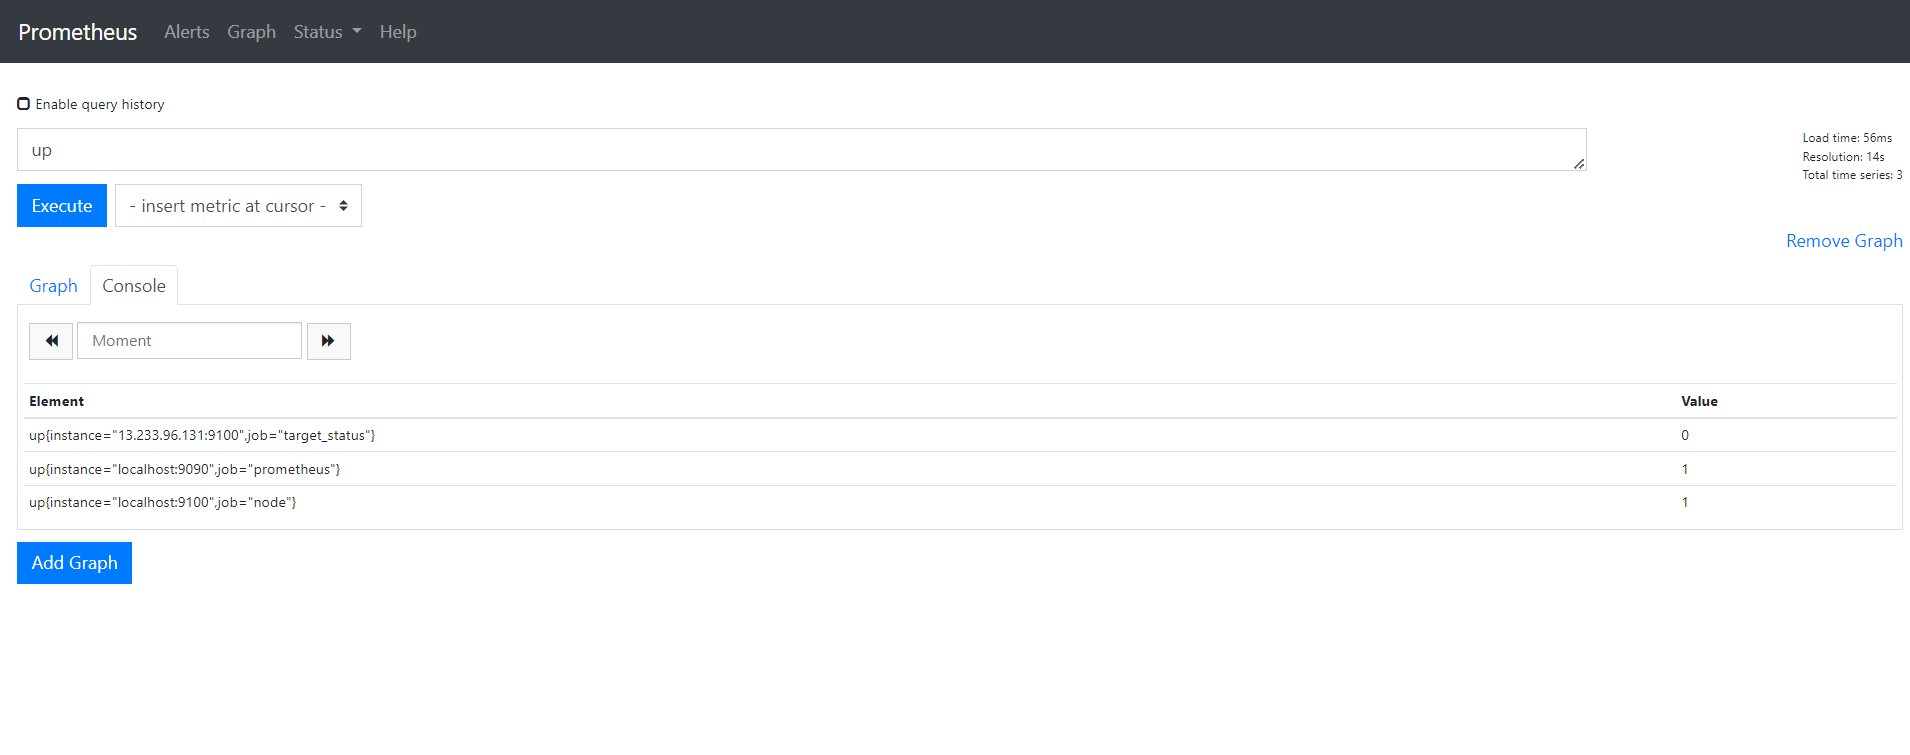 Prometheus Alerts Graph Status Help
Enable query history
up
Load time: 56ms
Resolution: 14s
Total time series: 3
Execute - insert metric at cursor -
Remove Graph
Graph Console
Moment
Element Value
up{instance="13.233.96.131:9100",job="target_status"} 0
up{instance="localhost:9090",job="prometheus"} 1
up{instance="localhost:9100",job="node"} 1
Add Graph